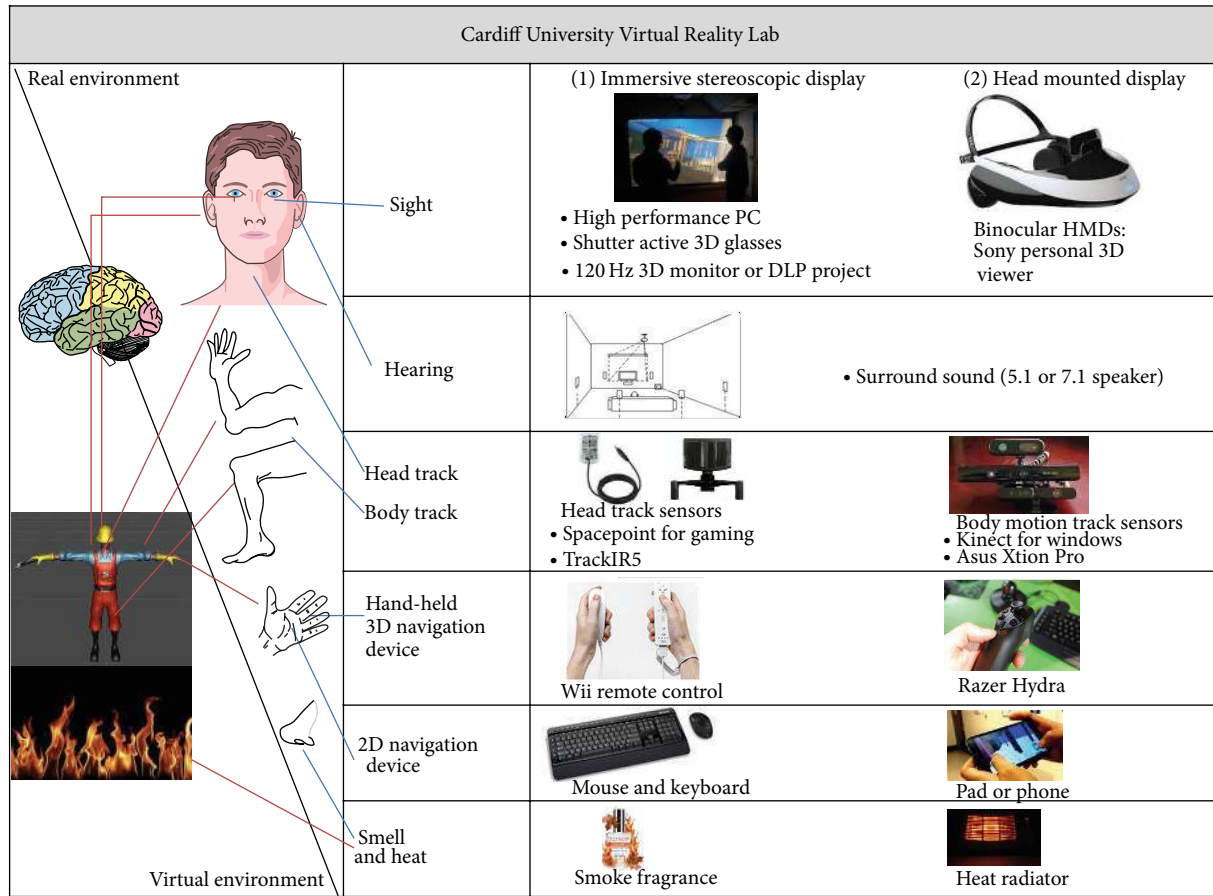 Cardiff University Virtual Reality Lab
Real environment
(1) Immersive stereoscopic display
(2) Head mounted display
Sight
• High performance PC
• Shutter active 3D glasses
• 120 Hz 3D monitor or DLP project
Binocular HMDs:
Sony personal 3D
viewer
Hearing
• Surround sound (5.1 or 7.1 speaker)
Head track
Body track
Head track sensors
• Spacepoint for gaming
• TrackIR5
Body motion track sensors
• Kinect for windows
• Asus Xtion Pro
Hand-held
3D navigation
device
Wii remote control
Razer Hydra
2D navigation
device
Mouse and keyboard
Pad or phone
Smell
and heat
Smoke fragrance
Heat radiator
Virtual environment